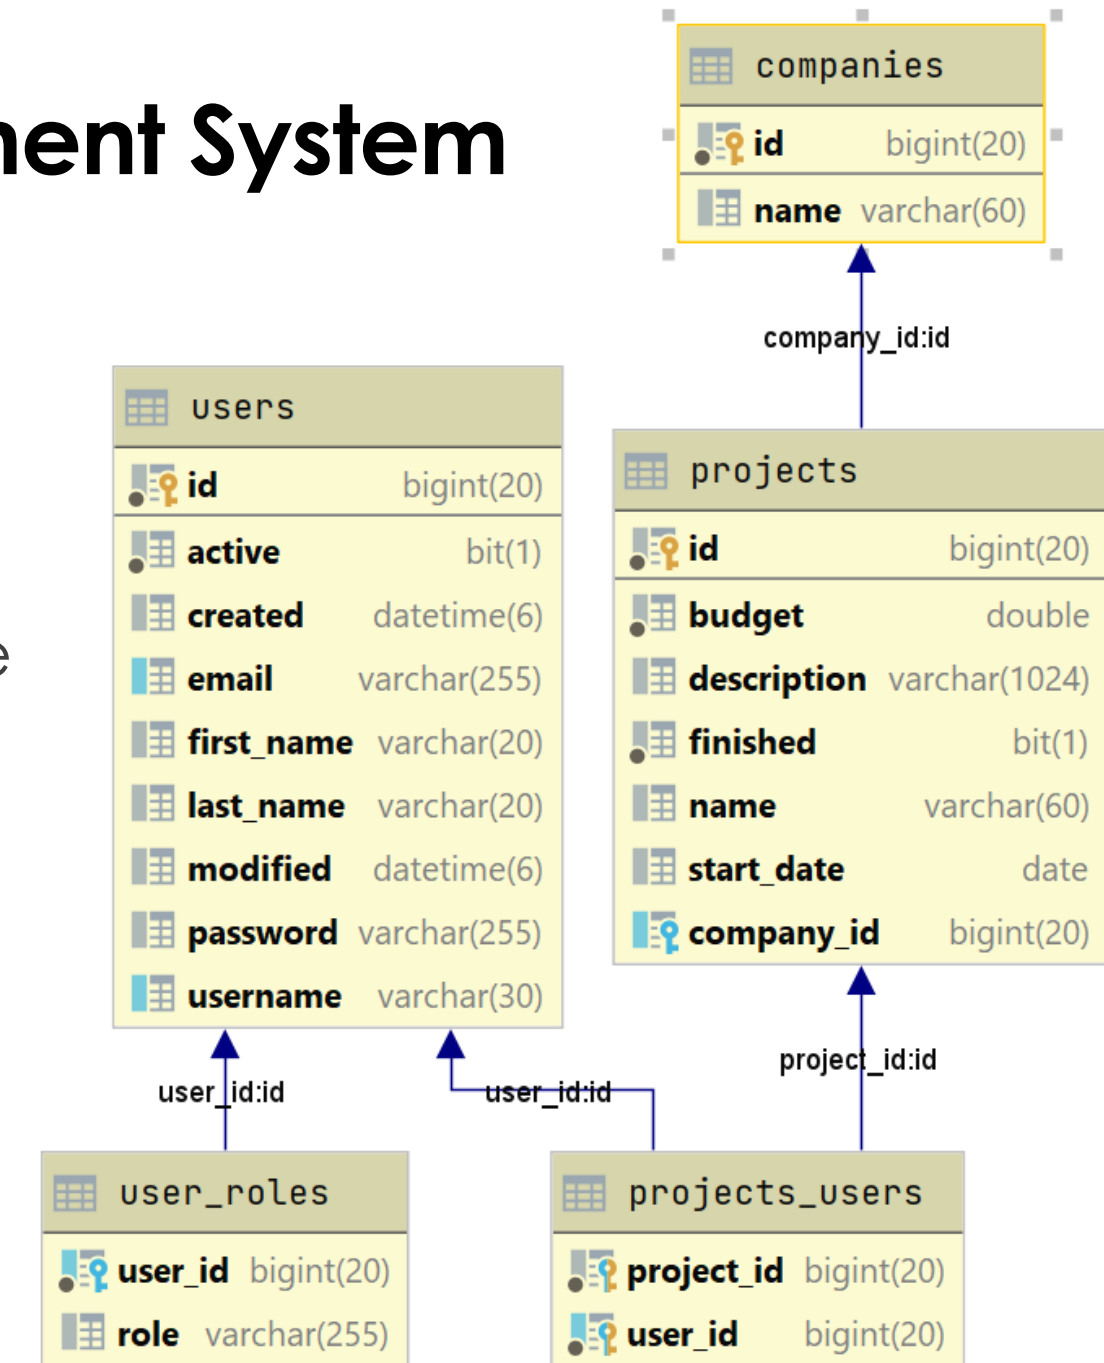 ment System
e
companies
id bigint(20)
name varchar(60)
company_id:id
users
id bigint(20)
active bit(1)
created datetime(6)
email varchar(255)
first_name varchar(20)
last_name varchar(20)
modified datetime(6)
password varchar(255)
username varchar(30)
projects
id bigint(20)
budget double
description varchar(1024)
finished bit(1)
name varchar(60)
start_date date
company_id bigint(20)
user_id:id
user_id:id
project_id:id
user_roles
user_id bigint(20)
role varchar(255)
projects_users
project_id bigint(20)
user_id bigint(20)